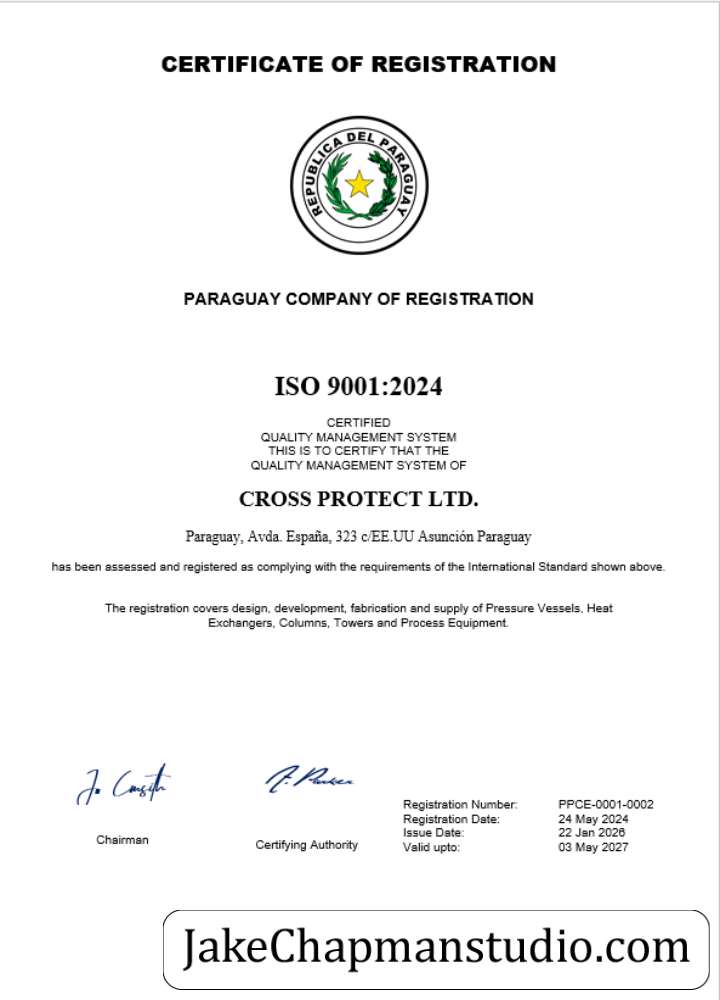 CERTIFICATE OF REGISTRATION
REPUBLICA DEL PARAGUAY
PARAGUAY COMPANY OF REGISTRATION
ISO 9001:2024
CERTIFIED
QUALITY MANAGEMENT SYSTEM
THIS IS TO CERTIFY THAT THE
QUALITY MANAGEMENT SYSTEM OF
CROSS PROTECT LTD.
Paraguay, Avda. España, 323 c/EE.UU Asunción Paraguay
has been assessed and registered as complying with the requirements of the International Standard shown above.
The registration covers design, development, fabrication and supply of Pressure Vessels, Heat
Exchangers, Columns, Towers and Process Equipment.
Chairman
Certifying Authority
Registration Number: PPCE-0001-0002
Registration Date: 24 May 2024
Issue Date: 22 Jan 2026
Valid upto: 03 May 2027
JakeChapmanstudio.com